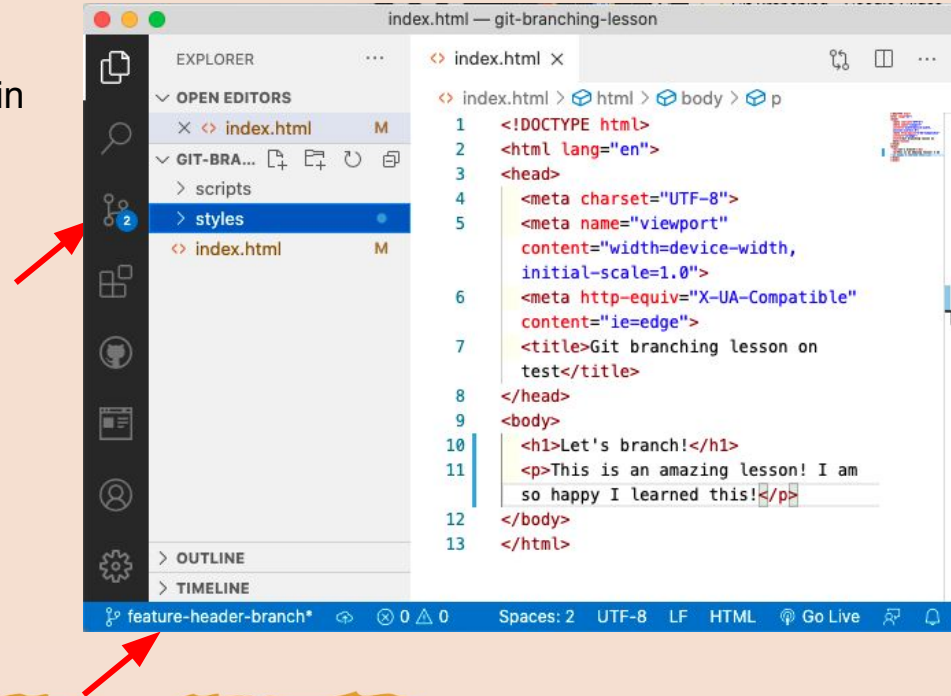 index.html — git-branching-lesson
in
EXPLORER ...
OPEN EDITORS
index.html M
GIT-BRA...
scripts
styles
index.html M
OUTLINE
TIMELINE
2
index.html
index.html > html > body > p
1 <!DOCTYPE html>
2 <html lang="en">
3 <head>
4 <meta charset="UTF-8">
5 <meta name="viewport"
content="width=device-width,
initial-scale=1.0">
6 <meta http-equiv="X-UA-Compatible"
content="ie=edge">
7 <title>Git branching lesson on
test</title>
8 </head>
9 <body>
10 <h1>Let's branch!</h1>
11 <p>This is an amazing lesson! I am
so happy I learned this!</p>
12 </body>
13 </html>
feature-header-branch* 0 0 Spaces: 2 UTF-8 LF HTML Go Live